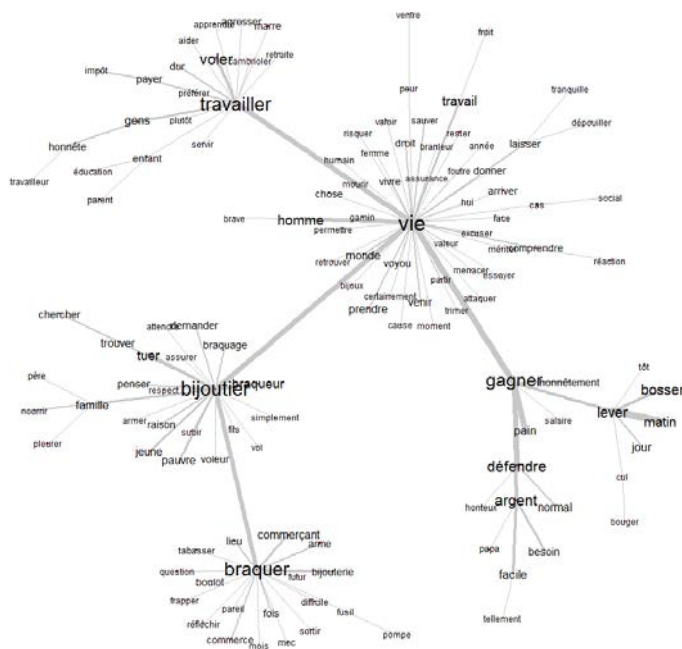 ventre
apprendre agresser marre
froit
aider
voler cambrioler retraite
dur
impôt payer
peur
tranquille
préférer
travailler
travail
valoir sauver
dépouiller
gens plutôt
risquer droit branleur rester année laisser
servir
femme
honnête
humain
foutre donner
enfant
vivre assurance
travailleur éducation
mourir
chose
hui arriver
cas social
parent
gamin
brave homme
vie
face
permettre
excuser
valeur
mériter comprendre
monde
retrouver voyou
menacer essayer
réaction
bijoux
partir
certainement
attaquer
chercher
prendre venir
trimer
attendre demander
cause moment
trouver
tuer braquage
assurer
père
penser
bijoutier braqueur
gagner honnêtement
tôt
respect
bosser
nourrir famille
armer raison
simplement
salaire
lever matin
pleurer
subir fils
pain
jeune pauvre voleur
vol
jour
défendre
cul
argent
honteux
normal
bouger
commerçant
lieu
arme
papa
besoin
tabasser
question braquer
futur bijouterie
facile
boulot
frapper
difficile
pareil fois
fusil
tellement
réfléchir
sortir
commerce mois mec
pompe